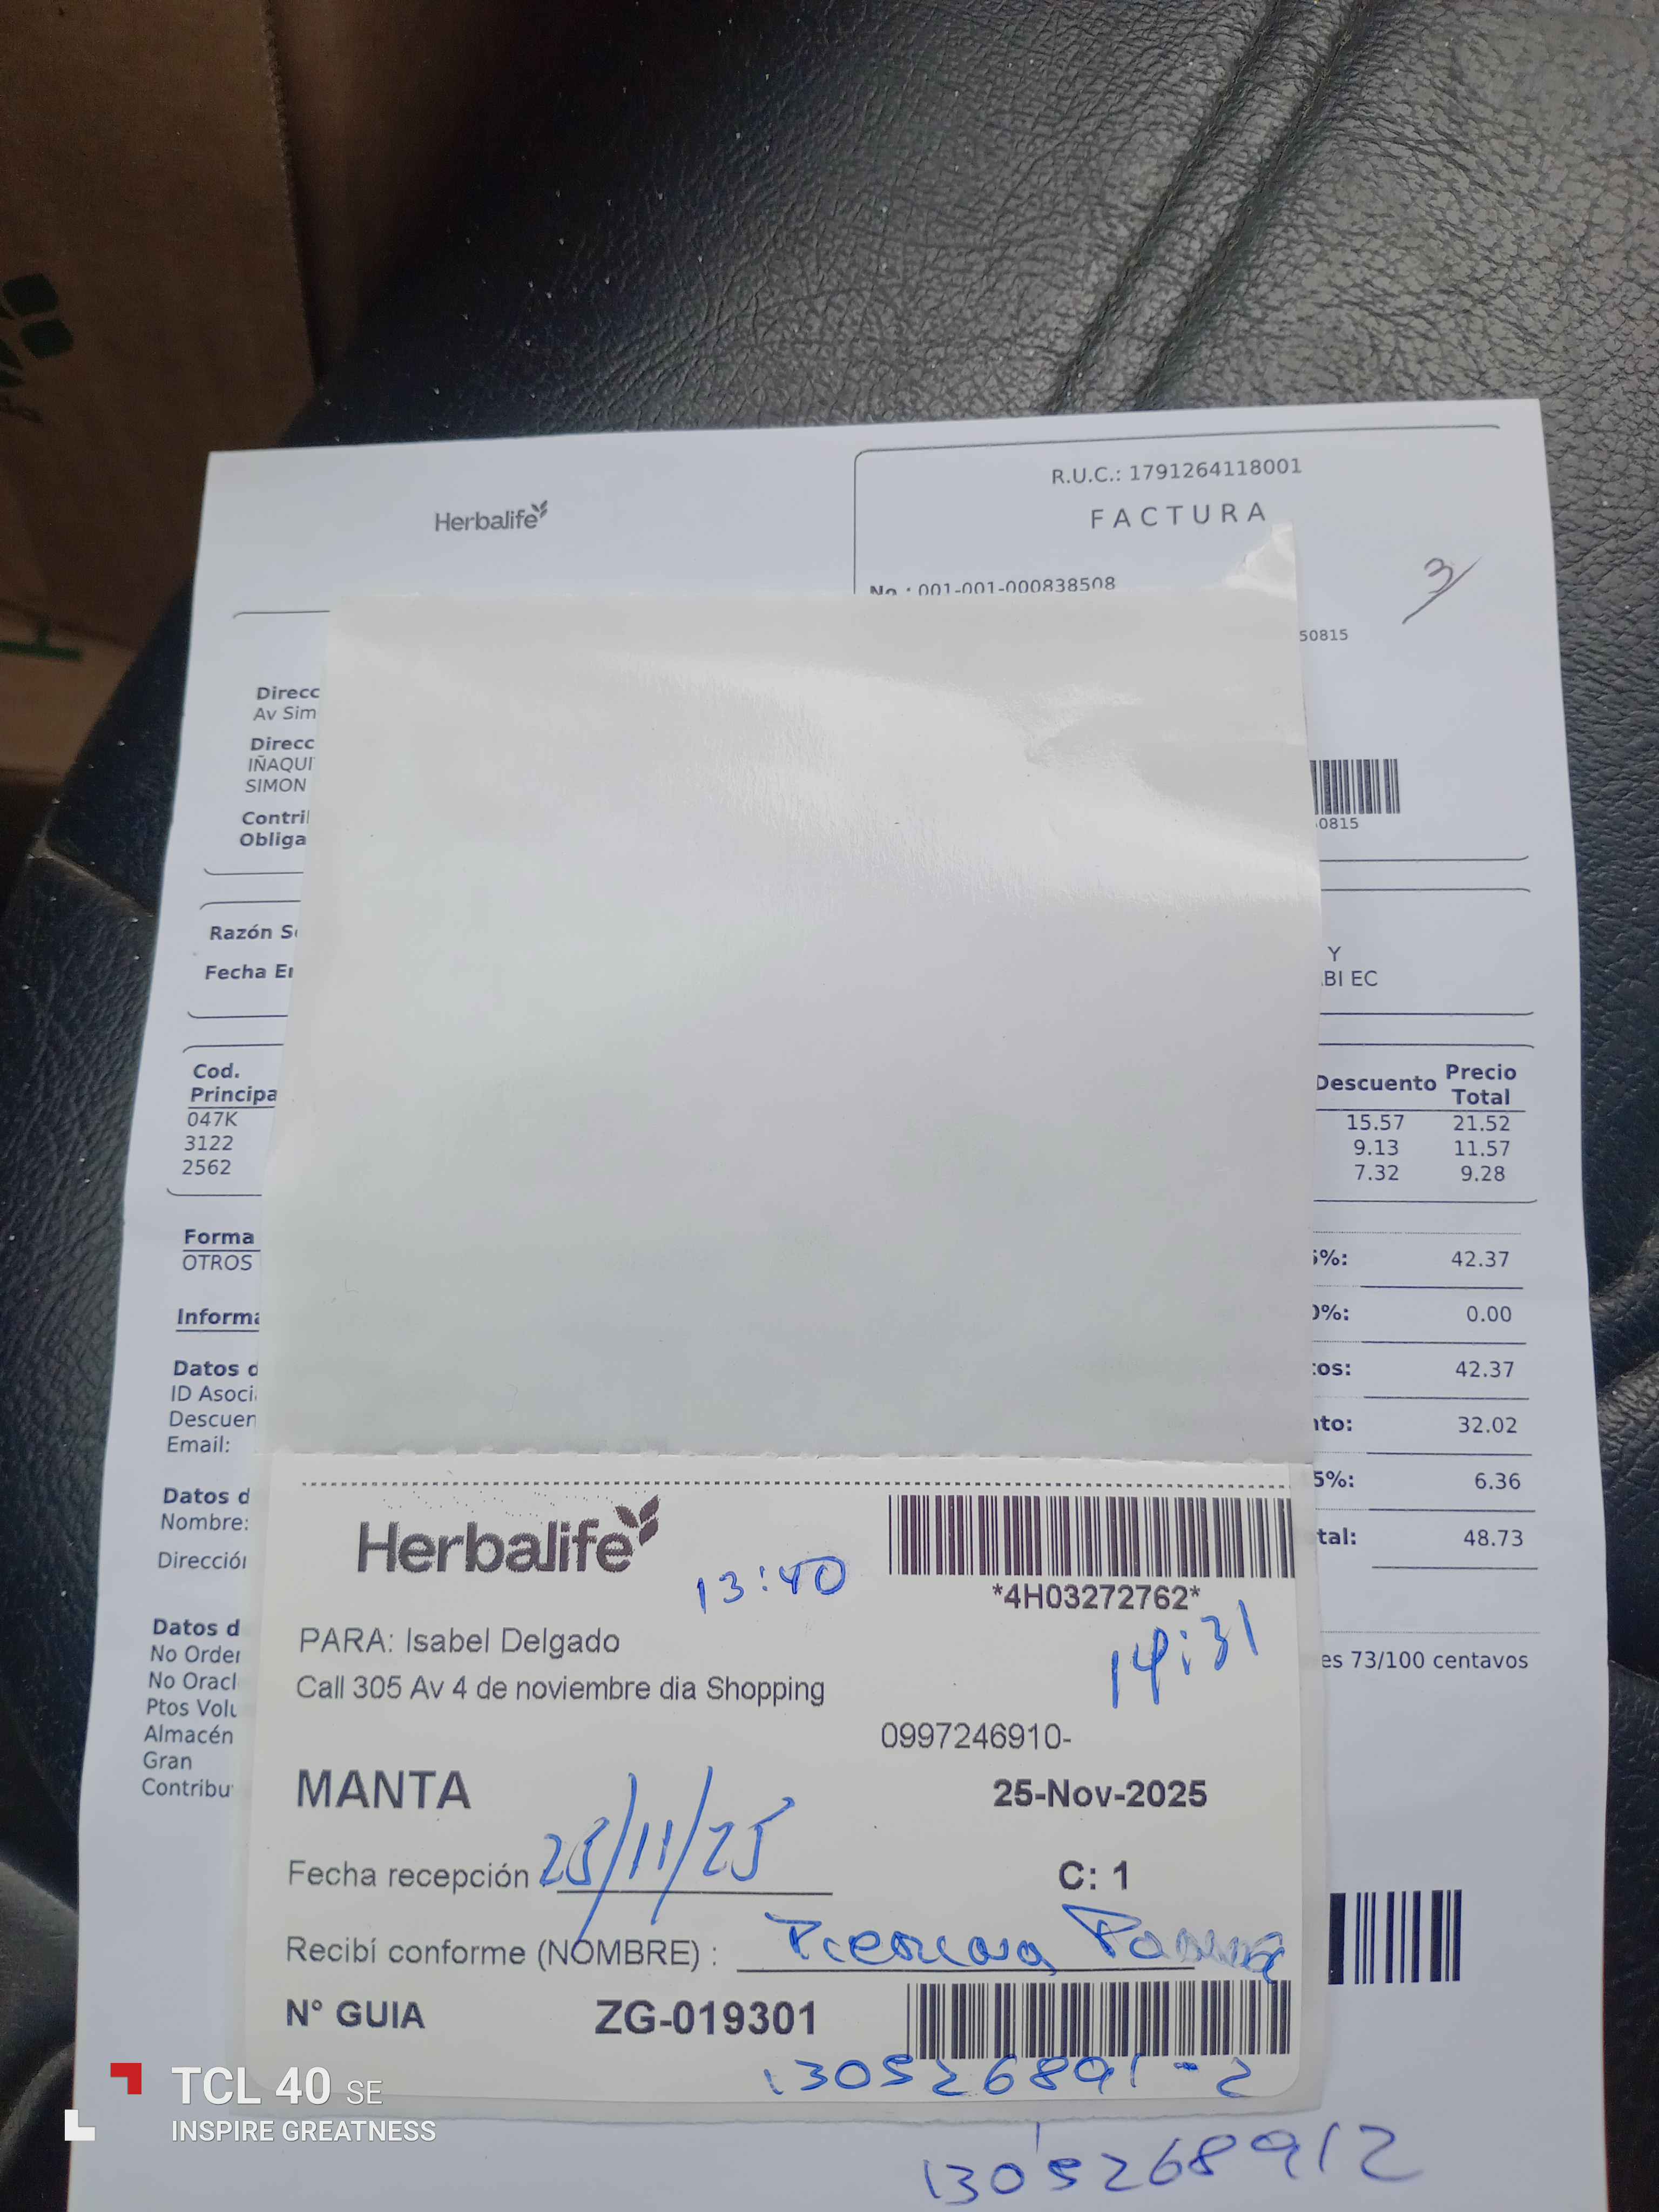 R.U.C.: 1791264118001
Herbalife
FACTURA
No.: 001-001-000838508
3
50815
Direcc
Av Sim
Direcc
IÑAQUI
SIMON
Contri
0815
Obliga
Razón S
Y
Fecha E
BI EC
Cod.
Principa
Descuento
Precio
Total
047K 15.57 21.52
3122 9.13 11.57
2562 7.32 9.28
Forma
OTROS
5%: 42.37
0%: 0.00
Informa
tos: 42.37
Datos d
ID Asoci
Descuen
nto: 32.02
Email:
5%: 6.36
Datos d
Nombre:
tal: 48.73
Dirección
Datos d
No Order
No Oracl
es 73/100 centavos
Ptos Volu
Almacén
Gran
Contribu
Herbalife
13:40
*4H03272762*
PARA: Isabel Delgado
14:31
Call 305 Av 4 de noviembre dia Shopping
0997246910-
MANTA
25-Nov-2025
Fecha recepción 25/11/25
C: 1
Recibí conforme (NOMBRE) :
N° GUIA ZG-019301
130526891-2
1305268912
TCL 40 SE
INSPIRE GREATNESS